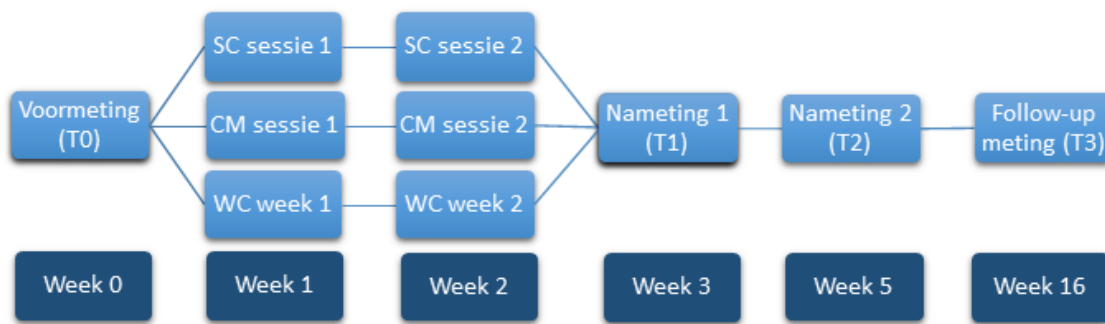 SC sessie 1
SC sessie 2
Voormeting
(T0)
CM sessie 1
CM sessie 2
Nameting 1
(T1)
Nameting 2
(T2)
Follow-up
meting (T3)
WC week 1
WC week 2
Week 0
Week 1
Week 2
Week 3
Week 5
Week 16